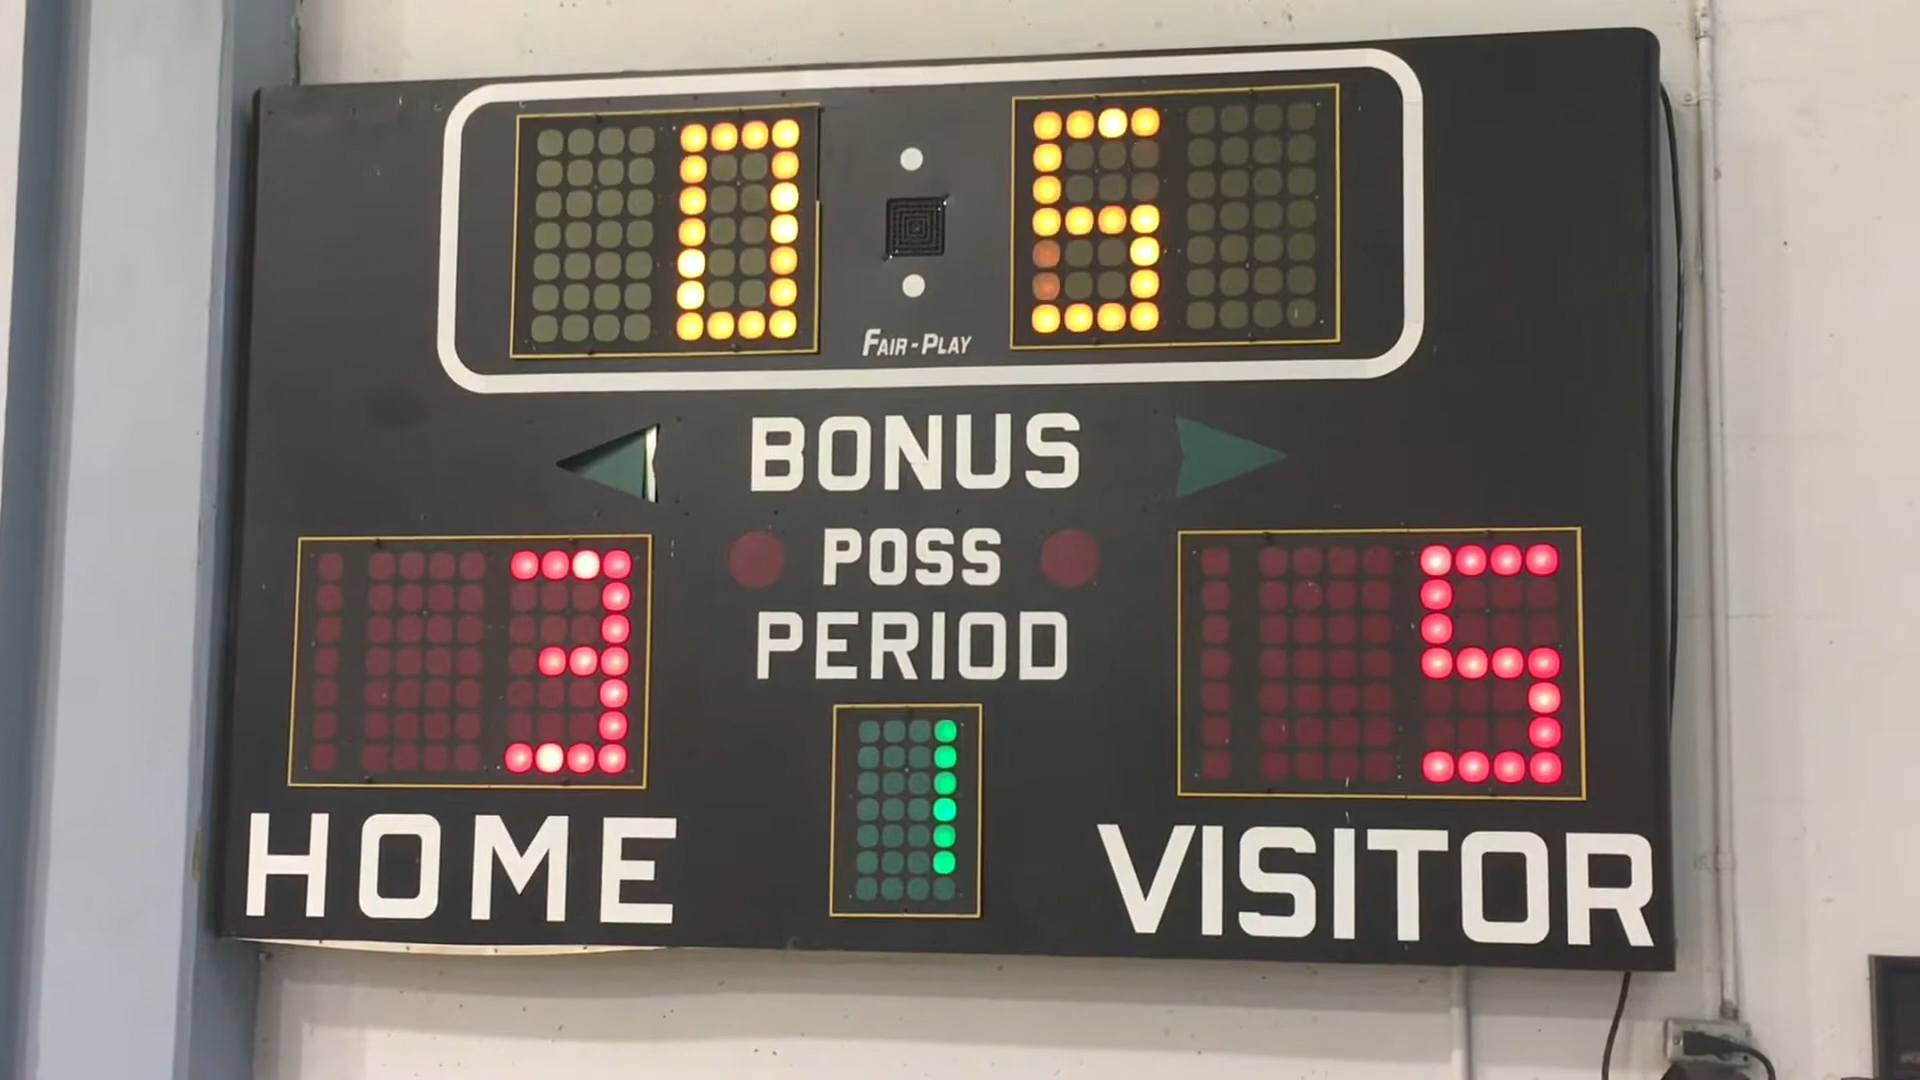 0 5
FAIR-PLAY
BONUS
POSS
PERIOD
3 1 5
HOME VISITOR